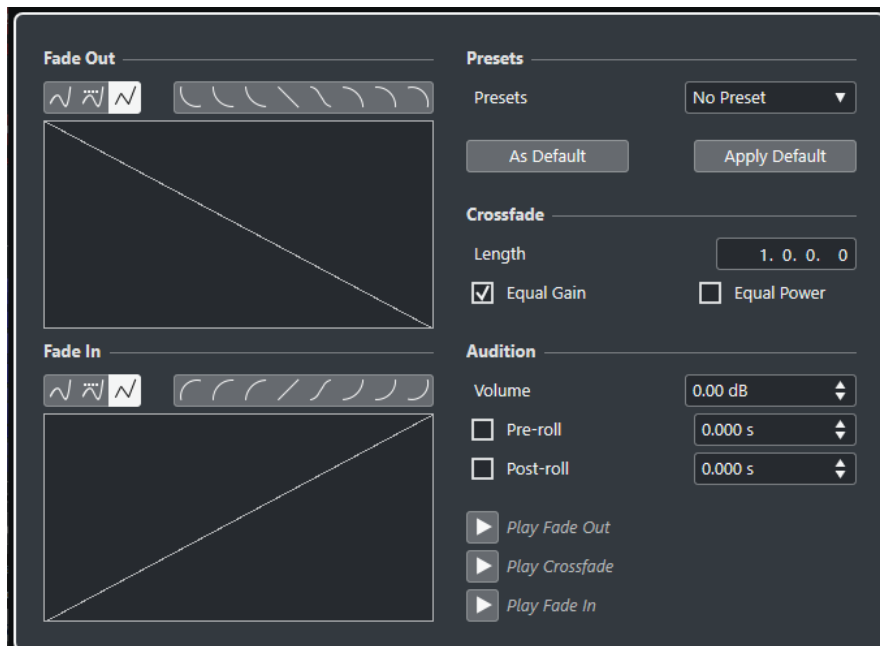 Fade Out
Fade In
Presets
Presets No Preset
As Default Apply Default
Crossfade
Length 1. 0. 0. 0
Equal Gain Equal Power
Audition
Volume 0.00 dB
Pre-roll 0.000 s
Post-roll 0.000 s
Play Fade Out
Play Crossfade
Play Fade In